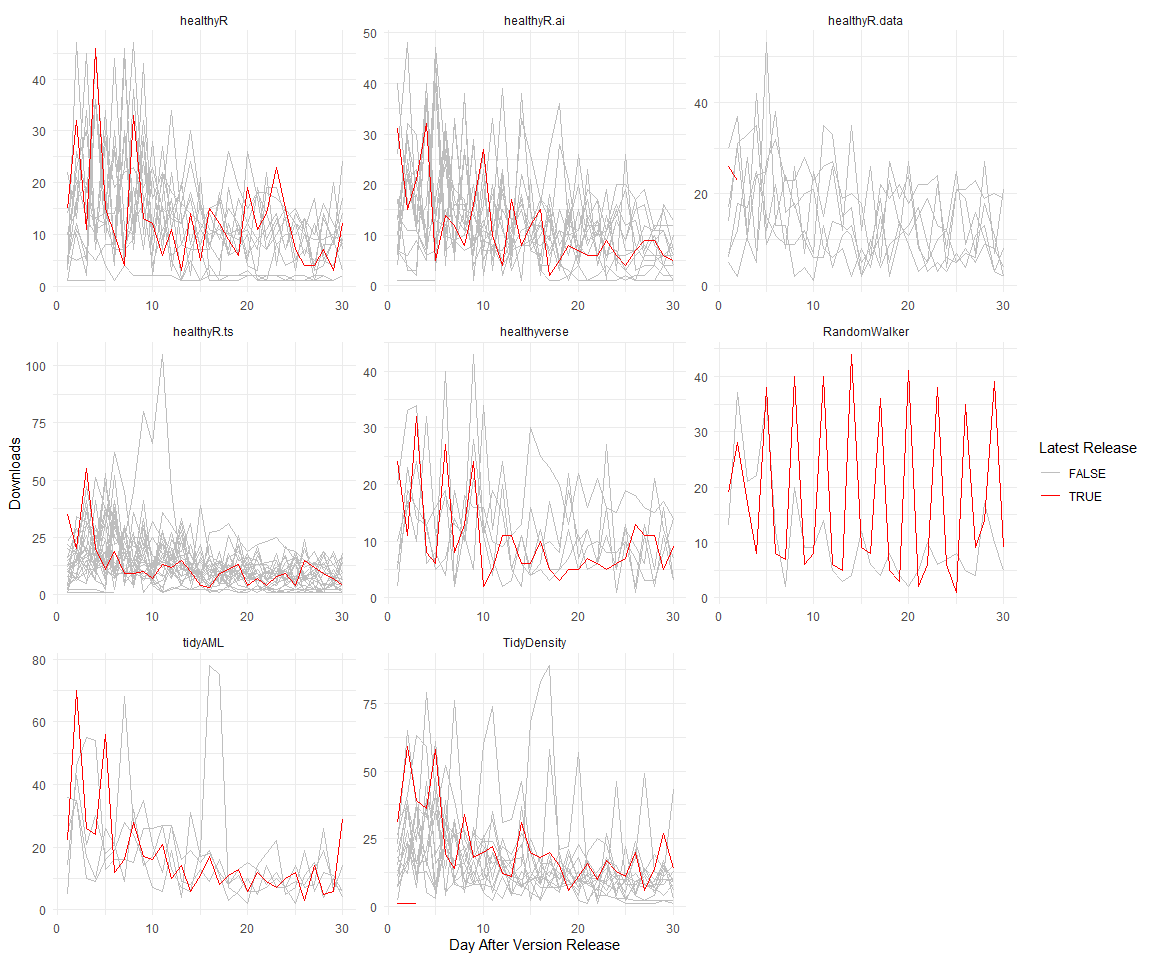 healthyR healthyR.ai healthyR.data
0 10 20 30 40
0 10 20 30 40 50
0 20 40
0 10 20 30
0 10 20 30
0 10 20 30
healthyR.ts healthyverse RandomWalker
0 25 50 75 100
0 10 20 30 40
0 10 20 30 40
0 10 20 30
0 10 20 30
0 10 20 30
tidyAML TidyDensity
0 20 40 60 80
0 25 50 75
0 10 20 30
0 10 20 30
Downloads
Day After Version Release
Latest Release
FALSE
TRUE